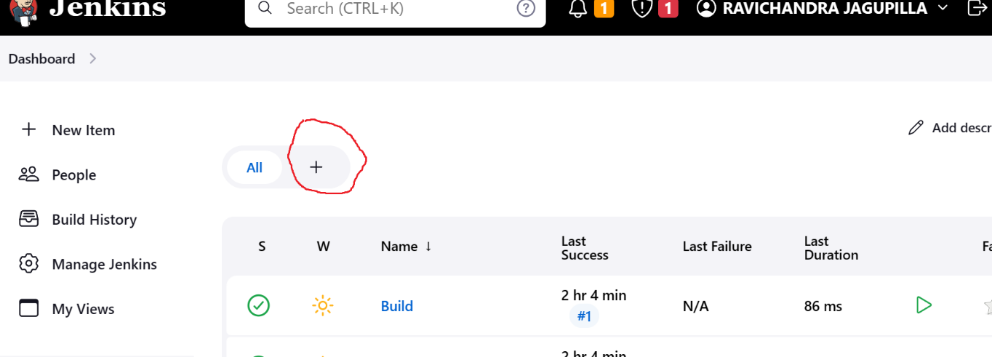 Jenkins
Search (CTRL+K)
1
1
RAVICHANDRA JAGUPILLA
Dashboard
New Item
People
Build History
Manage Jenkins
My Views
Add descr
All
S W Name ↓ Last Success Last Failure Last Duration Fa
Build 2 hr 4 min #1 N/A 86 ms
2 hr 4 min